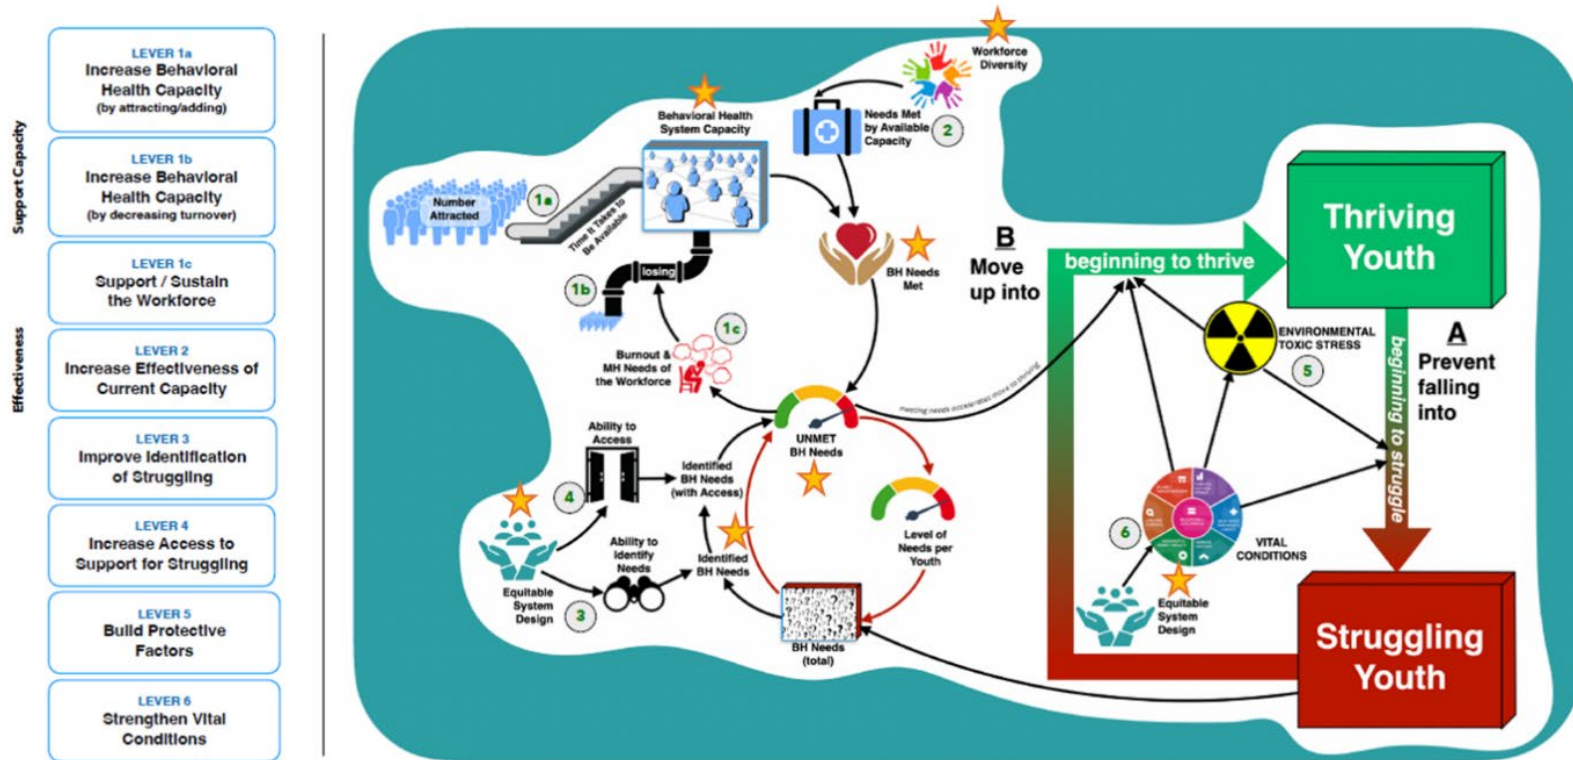 Support Capacity
Effectiveness
LEVER 1a
Increase Behavioral
Health Capacity
(by attracting/adding)
LEVER 1b
Increase Behavioral
Health Capacity
(by decreasing turnover)
LEVER 1c
Support / Sustain
the Workforce
LEVER 2
Increase Effectiveness of
Current Capacity
LEVER 3
Improve Identification
of Struggling
LEVER 4
Increase Access to
Support for Struggling
LEVER 5
Build Protective
Factors
LEVER 6
Strengthen Vital
Conditions
Workforce
Diversity
Needs Met
by Available
Capacity
2
Behavioral Health
System Capacity
Number
Attracted
1a
Time It Takes to
Be Available
losing
1b
BH Needs
Met
1c
Burnout &
MH Needs of
the Workforce
UNMET
BH Needs
meeting needs accelerates move to thriving
Ability to
Access
4
Identified
BH Needs
(with Access)
Equitable
System
Design
3
Ability to
Identify
Needs
Identified
BH Needs
Level of
Needs per
Youth
BH Needs
(total)
B
Move
up into
beginning to thrive
Thriving
Youth
ENVIRONMENTAL
TOXIC STRESS
5
A
Prevent
falling
into
beginning to struggle
6
VITAL
CONDITIONS
Equitable
System
Design
Struggling
Youth